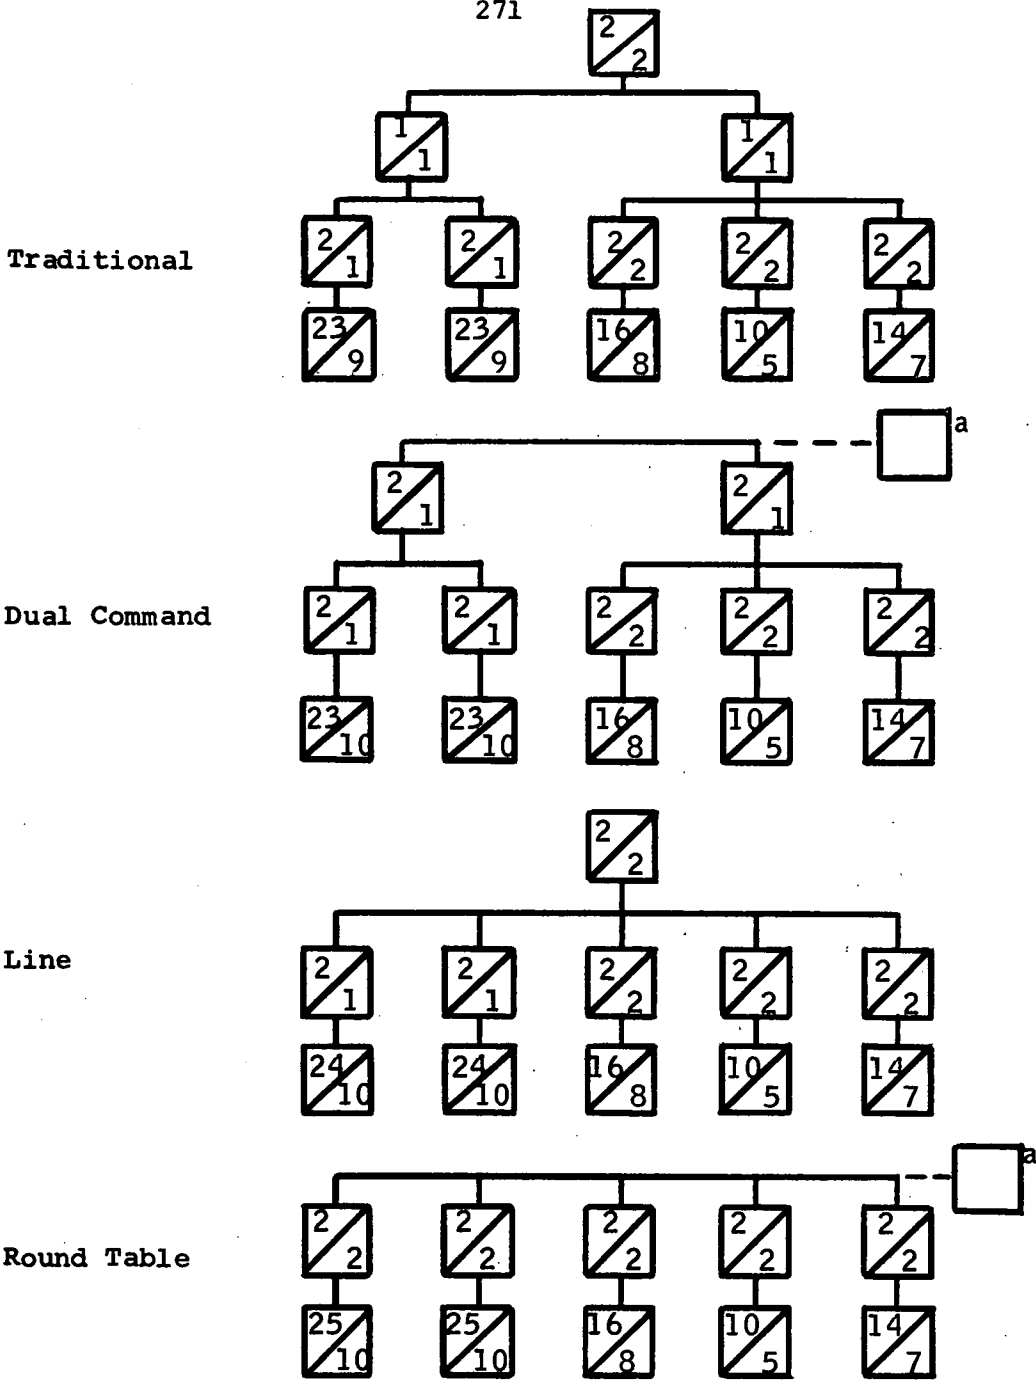 271
2 2
1 1 1 1
Traditional
2 1 2 1 2 2 2 2 2 2
23 9 23 9 16 8 10 5 14 7
a
2 1 2 1
Dual Command
2 1 2 1 2 2 2 2 2 2
23 10 23 10 16 8 10 5 14 7
2 2
Line
2 1 2 1 2 2 2 2 2 2
24 10 24 10 16 8 10 5 14 7
a
Round Table
2 2 2 2 2 2 2 2 2 2
25 10 25 10 16 8 10 5 14 7